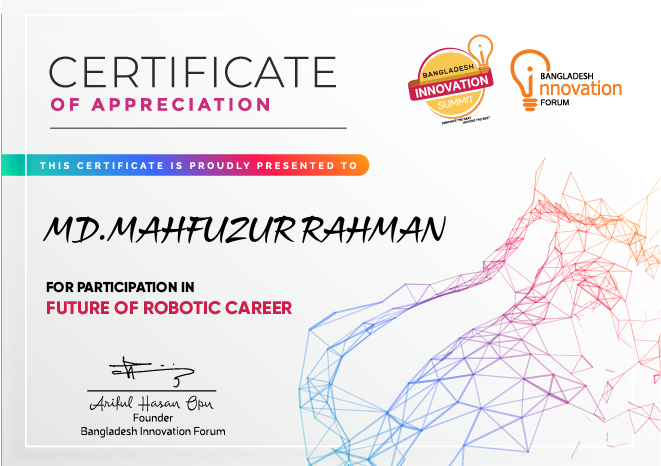 CERTIFICATE
OF APPRECIATION
BANGLADESH
INNOVATION
SUMMIT
BANGLADESH
innovation
FORUM
THIS CERTIFICATE IS PROUDLY PRESENTED TO
MD.MAHFUZUR RAHMAN
FOR PARTICIPATION IN
FUTURE OF ROBOTIC CAREER
Ariful Hasan Opu
Founder
Bangladesh Innovation Forum